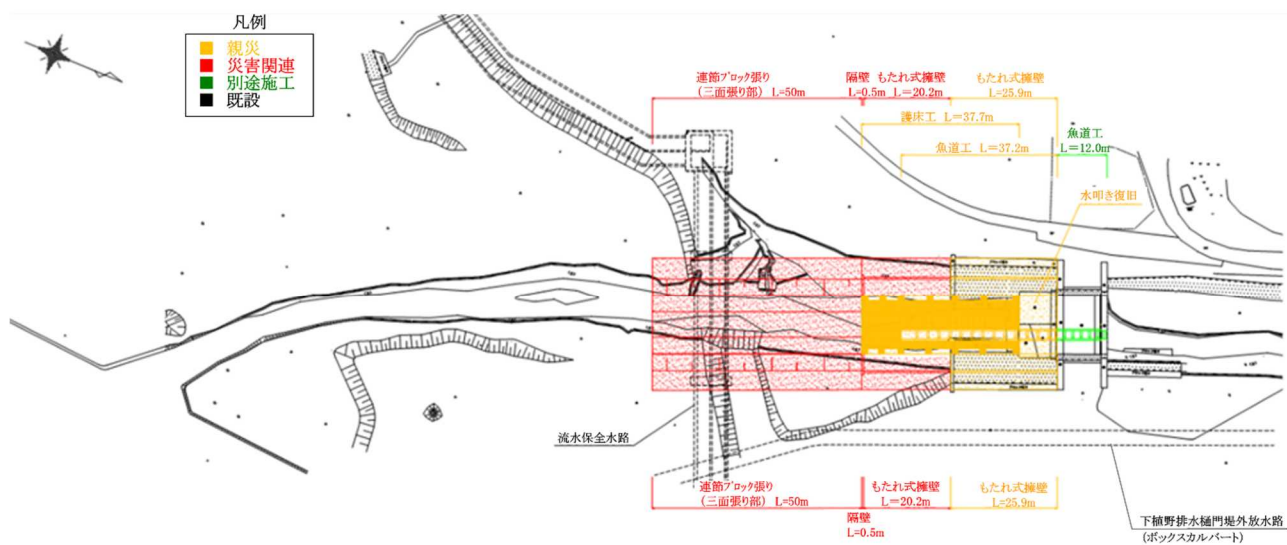 凡例
親災
災害関連
別途施工
既設
連節ブロック張り
(三面張り部) L=50m
隔壁
L=0.5m
もたれ式擁壁
L=20.2m
もたれ式擁壁
L=25.9m
護床工 L=37.7m
魚道工 L=37.2m
魚道工
L=12.0m
水叩き復旧
流水保全水路
連節ブロック張り
(三面張り部) L=50m
隔壁
L=0.5m
もたれ式擁壁
L=20.2m
もたれ式擁壁
L=25.9m
下植野排水樋門堤外放水路
(ボックスカルバート)